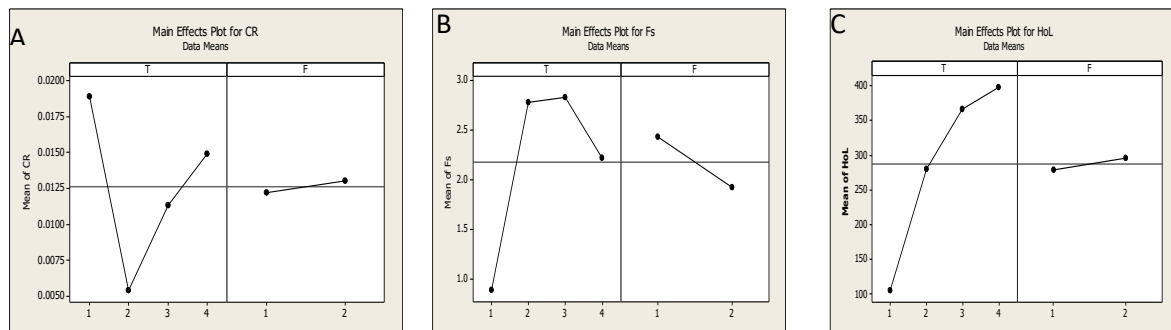 A
Main Effects Plot for CR
Data Means
T F
Mean of CR
0.0200
0.0175
0.0150
0.0125
0.0100
0.0075
0.0050
1 2 3 4 1 2
B
Main Effects Plot for Fs
Data Means
T F
Mean of Fs
3.0
2.5
2.0
1.5
1.0
1 2 3 4 1 2
C
Main Effects Plot for HoL
Data Means
T F
Mean of HoL
400
350
300
250
200
150
100
1 2 3 4 1 2